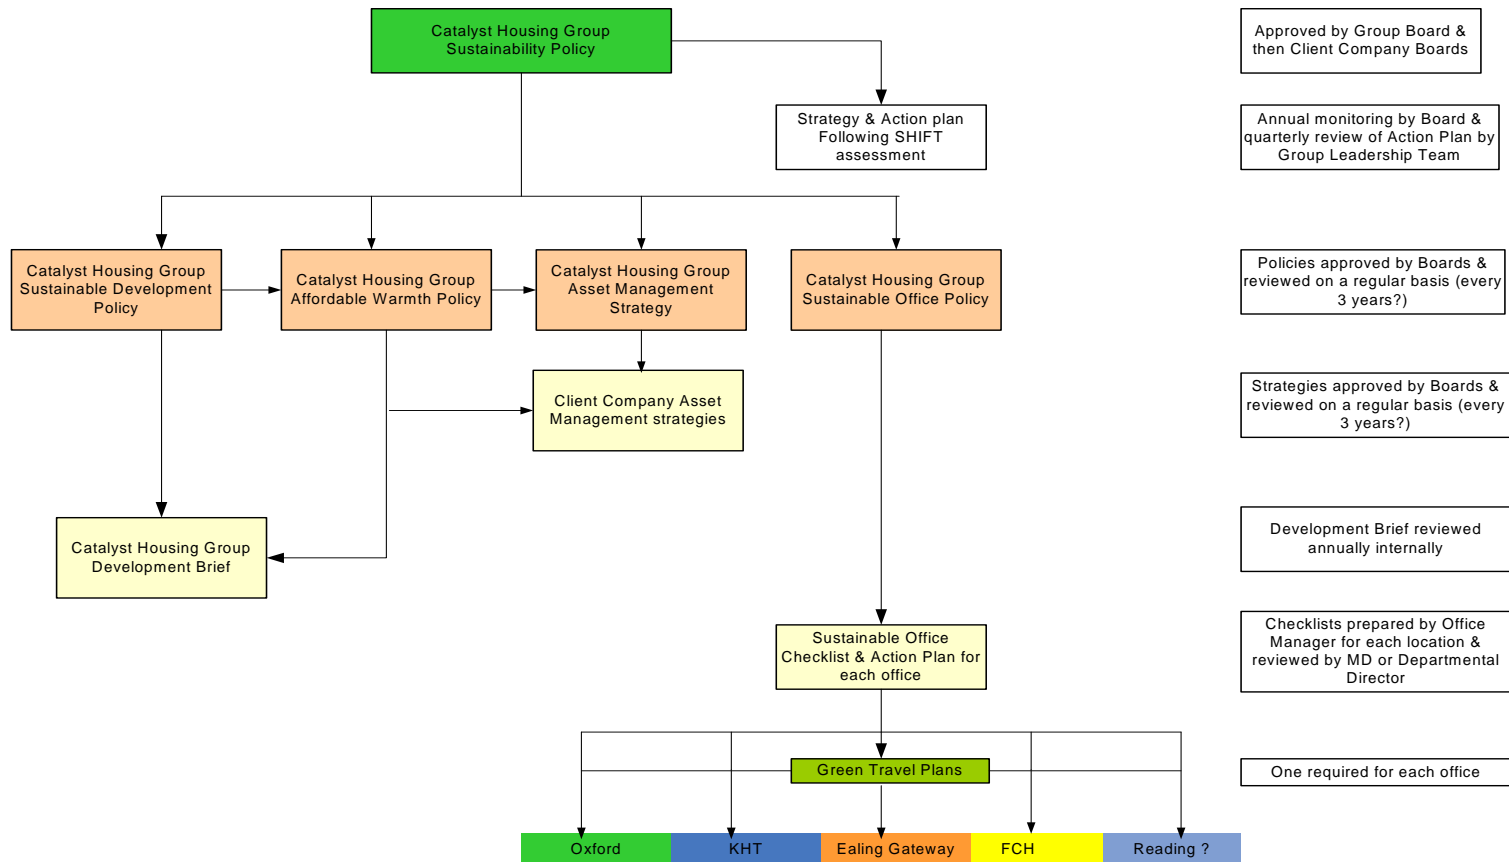 Catalyst Housing Group
Sustainability Policy
Approved by Group Board &
then Client Company Boards
Strategy & Action plan
Following SHIFT
assessment
Annual monitoring by Board &
quarterly review of Action Plan by
Group Leadership Team
Catalyst Housing Group
Sustainable Development
Policy
Catalyst Housing Group
Affordable Warmth Policy
Catalyst Housing Group
Asset Management
Strategy
Catalyst Housing Group
Sustainable Office Policy
Policies approved by Boards &
reviewed on a regular basis (every
3 years?)
Client Company Asset
Management strategies
Strategies approved by Boards &
reviewed on a regular basis (every
3 years?)
Catalyst Housing Group
Development Brief
Development Brief reviewed
annually internally
Sustainable Office
Checklist & Action Plan for
each office
Checklists prepared by Office
Manager for each location &
reviewed by MD or Departmental
Director
Green Travel Plans
One required for each office
Oxford
KHT
Ealing Gateway
FCH
Reading ?